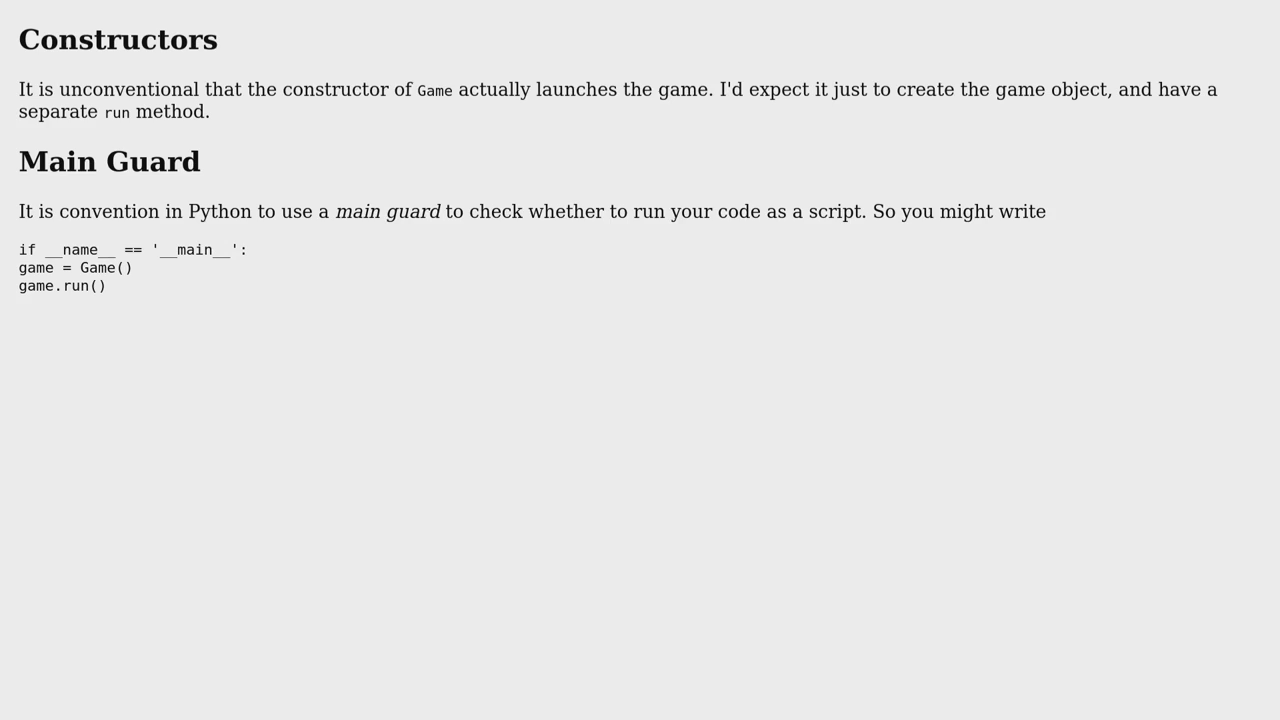 Constructors
It is unconventional that the constructor of Game actually launches the game. I'd expect it just to create the game object, and have a
separate run method.
Main Guard
It is convention in Python to use a main guard to check whether to run your code as a script. So you might write
if __name__ == '__main__':
game = Game()
game.run()